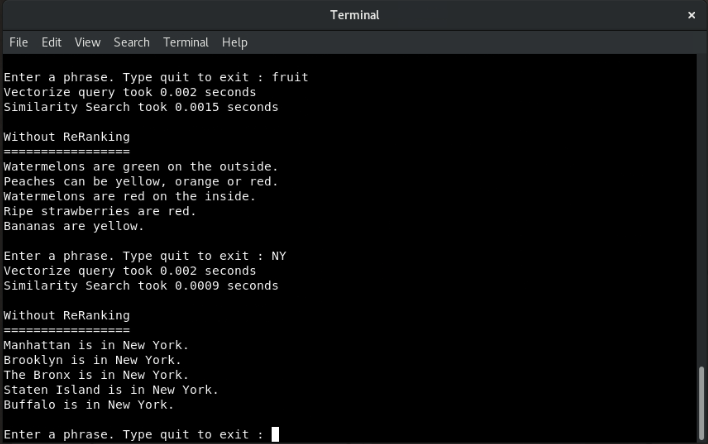 Terminal
×
File Edit View Search Terminal Help
Enter a phrase. Type quit to exit : fruit
Vectorize query took 0.002 seconds
Similarity Search took 0.0015 seconds
Without ReRanking
=================
Watermelons are green on the outside.
Peaches can be yellow, orange or red.
Watermelons are red on the inside.
Ripe strawberries are red.
Bananas are yellow.
Enter a phrase. Type quit to exit : NY
Vectorize query took 0.002 seconds
Similarity Search took 0.0009 seconds
Without ReRanking
=================
Manhattan is in New York.
Brooklyn is in New York.
The Bronx is in New York.
Staten Island is in New York.
Buffalo is in New York.
Enter a phrase. Type quit to exit :